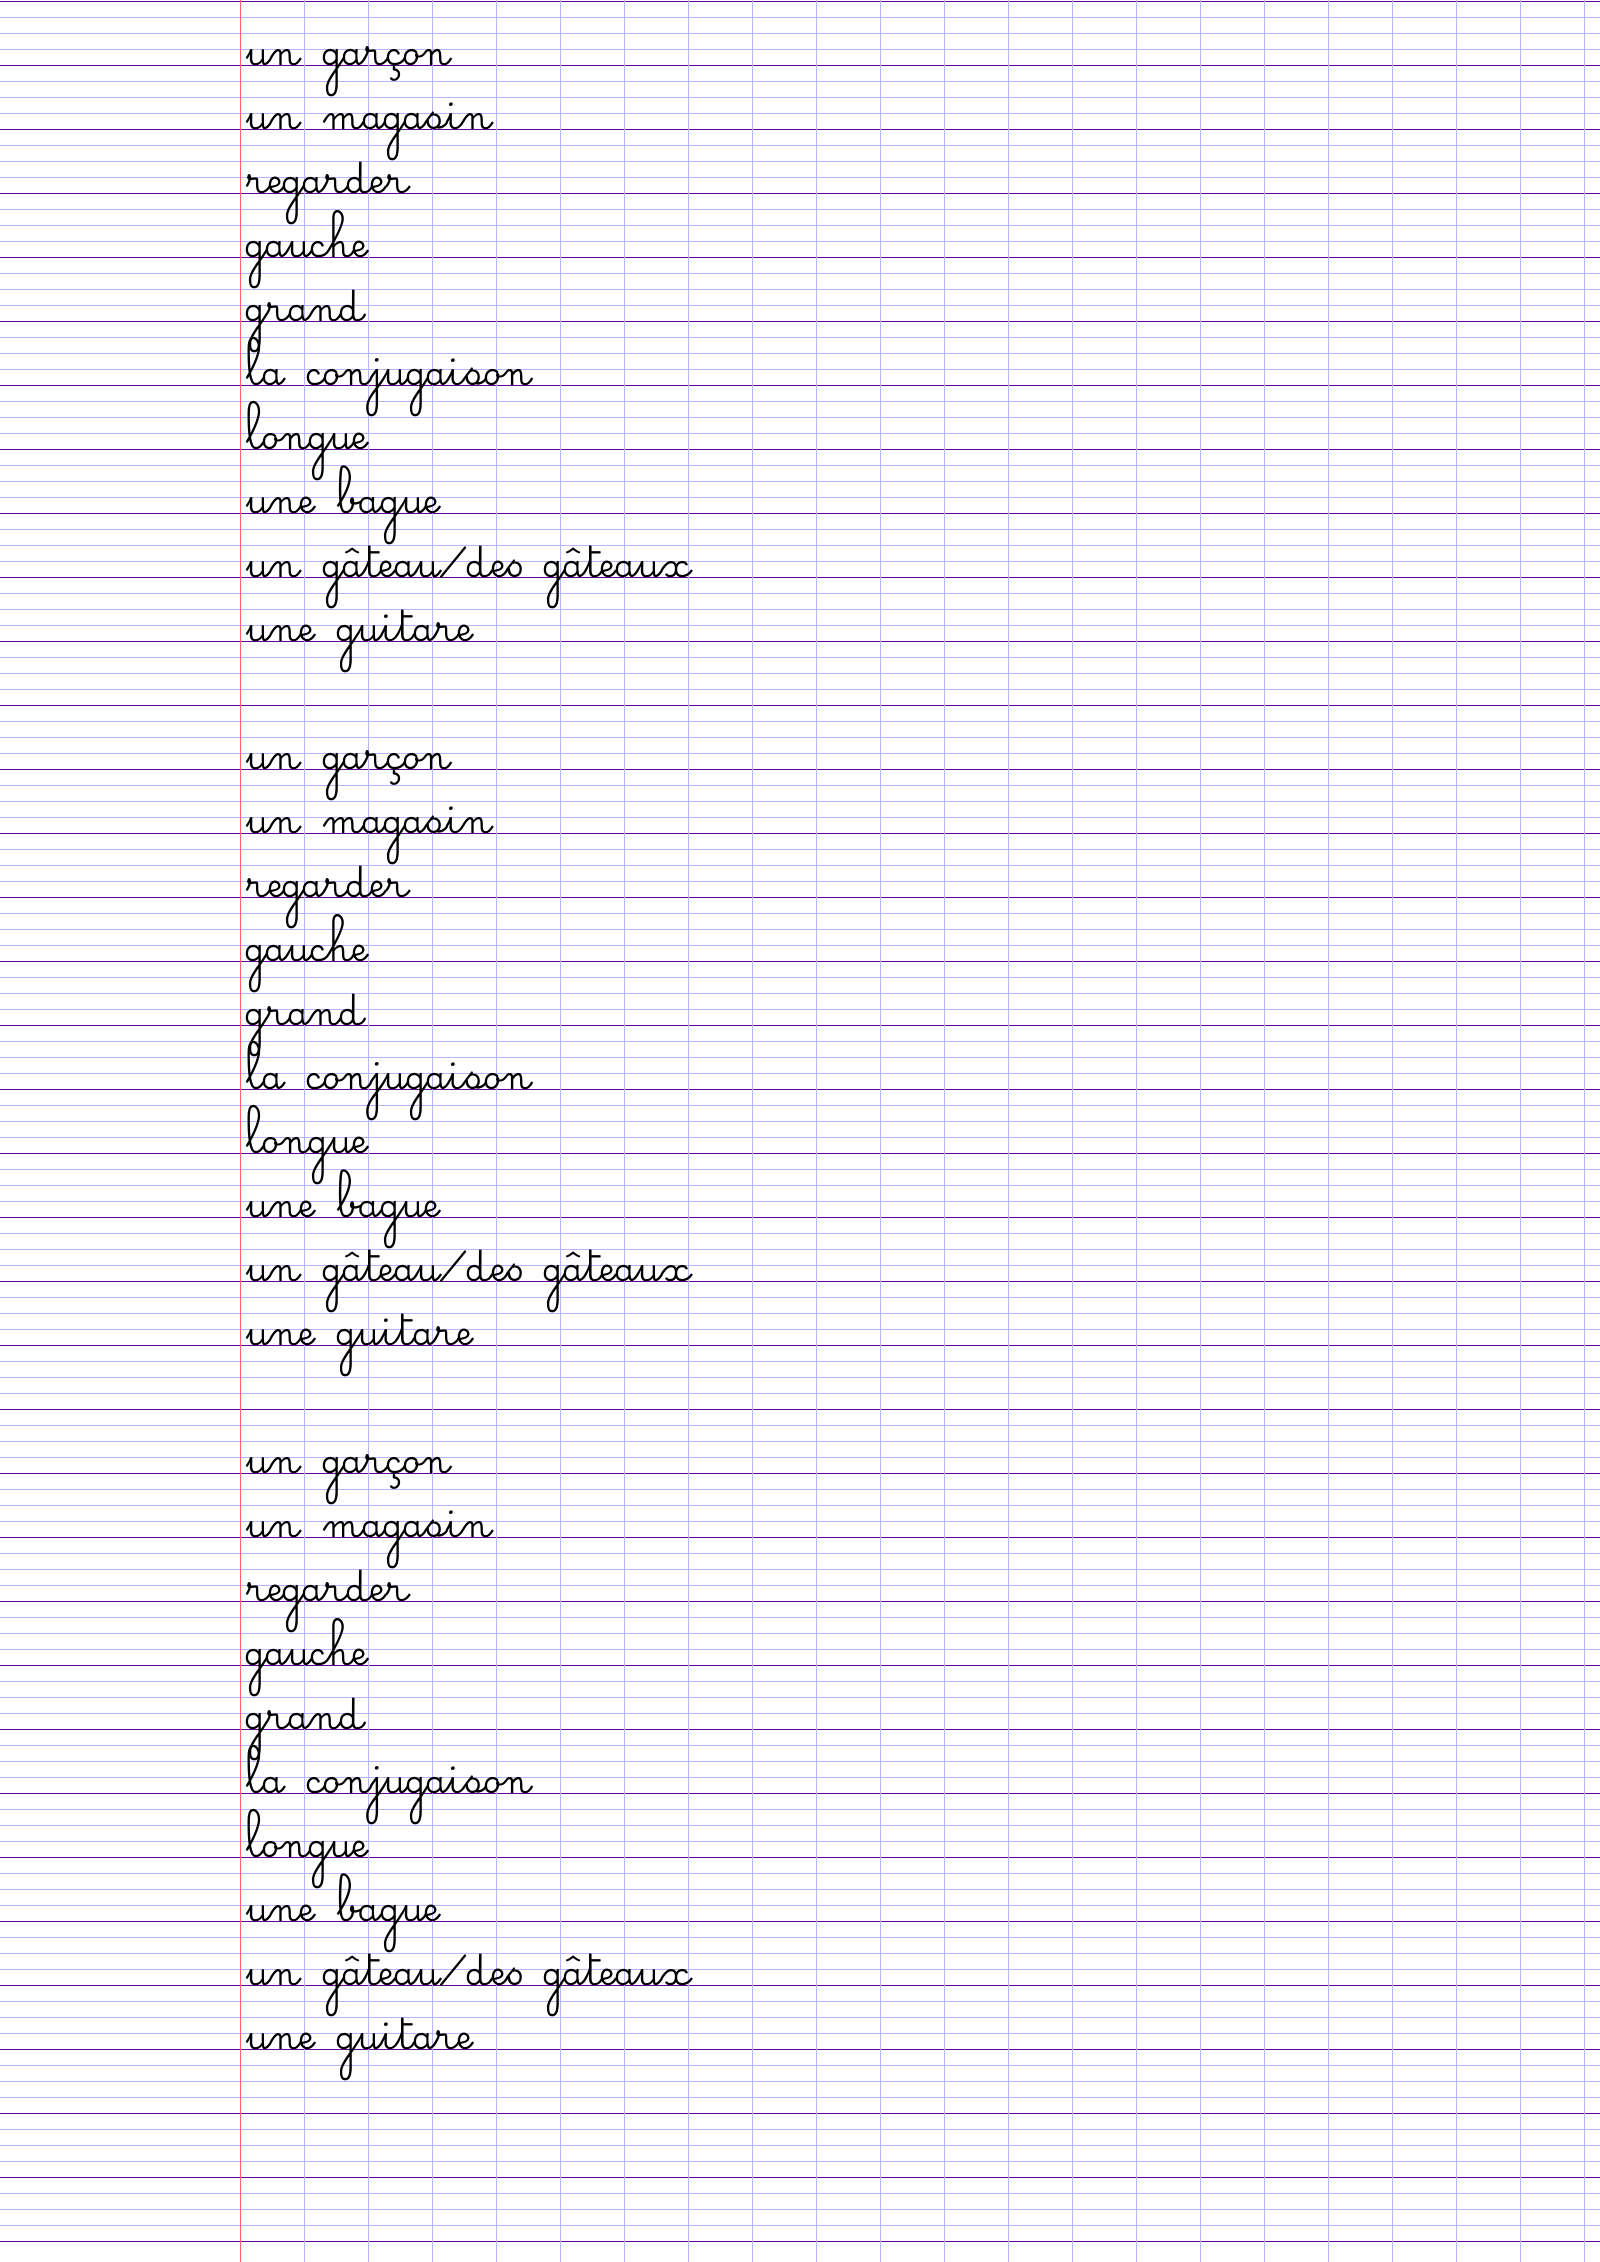 un garçon
un magasin
regarder
gauche
grand
la conjugaison
longue
une bague
un gâteau/des gâteaux
une guitare
un garçon
un magasin
regarder
gauche
grand
la conjugaison
longue
une bague
un gâteau/des gâteaux
une guitare
un garçon
un magasin
regarder
gauche
grand
la conjugaison
longue
une bague
un gâteau/des gâteaux
une guitare